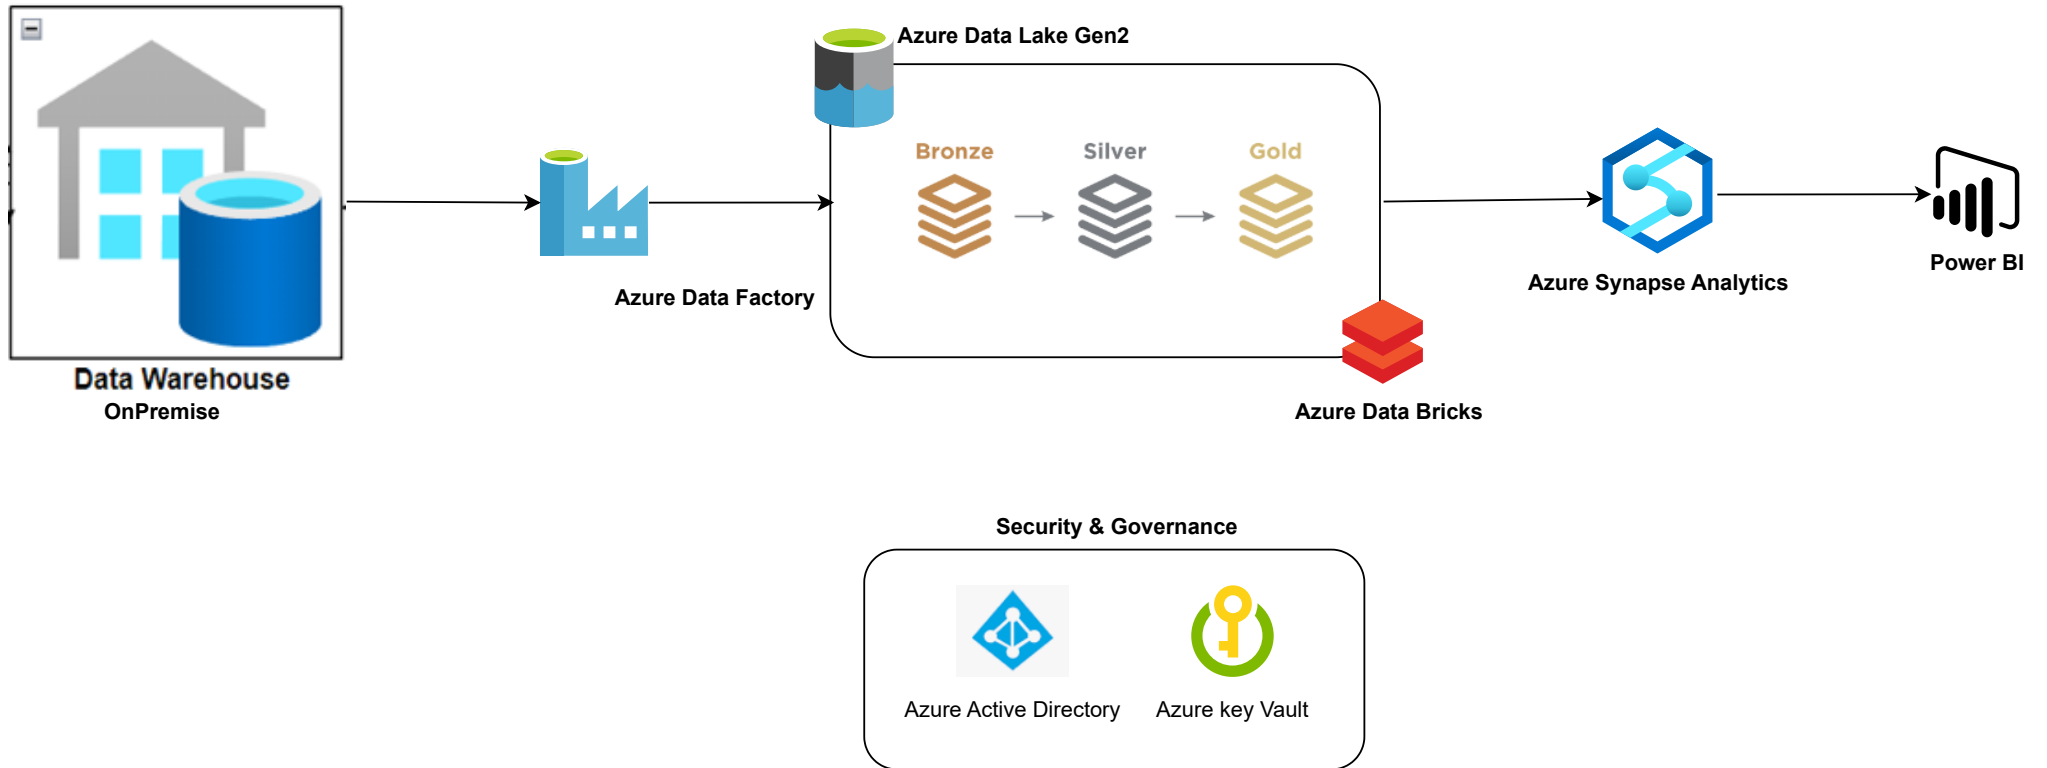 Azure Data Lake Gen2
Bronze
Silver
Gold
Azure Data Factory
Azure Synapse Analytics
Power BI
Data Warehouse
OnPremise
Azure Data Bricks
Security & Governance
Azure Active Directory
Azure key Vault